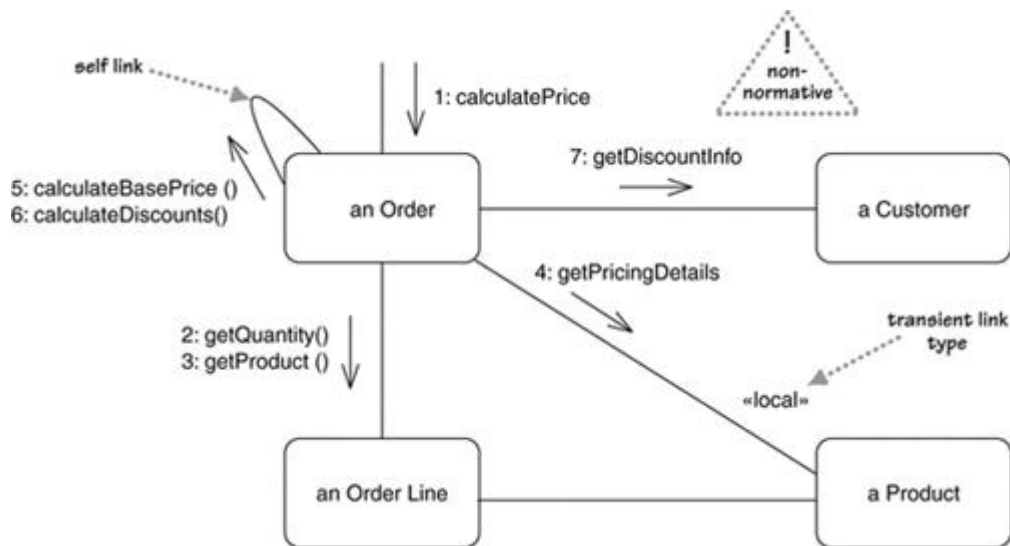 self link
!
non-
normative
1: calculatePrice
7: getDiscountInfo
5: calculateBasePrice ()
6: calculateDiscounts()
an Order
a Customer
4: getPricingDetails
2: getQuantity()
3: getProduct ()
transient link
type
«local»
an Order Line
a Product